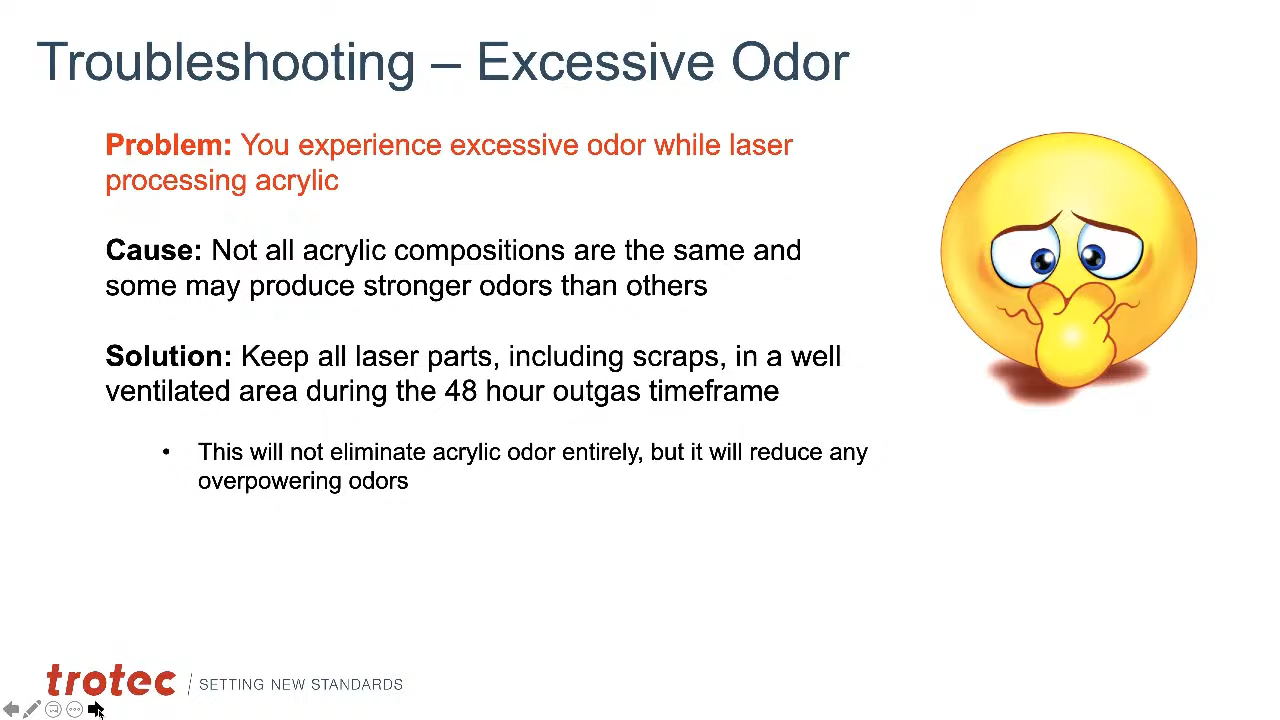 Troubleshooting – Excessive Odor
Problem: You experience excessive odor while laser
processing acrylic
Cause: Not all acrylic compositions are the same and
some may produce stronger odors than others
Solution: Keep all laser parts, including scraps, in a well
ventilated area during the 48 hour outgas timeframe
• This will not eliminate acrylic odor entirely, but it will reduce any
overpowering odors
trotec / SETTING NEW STANDARDS